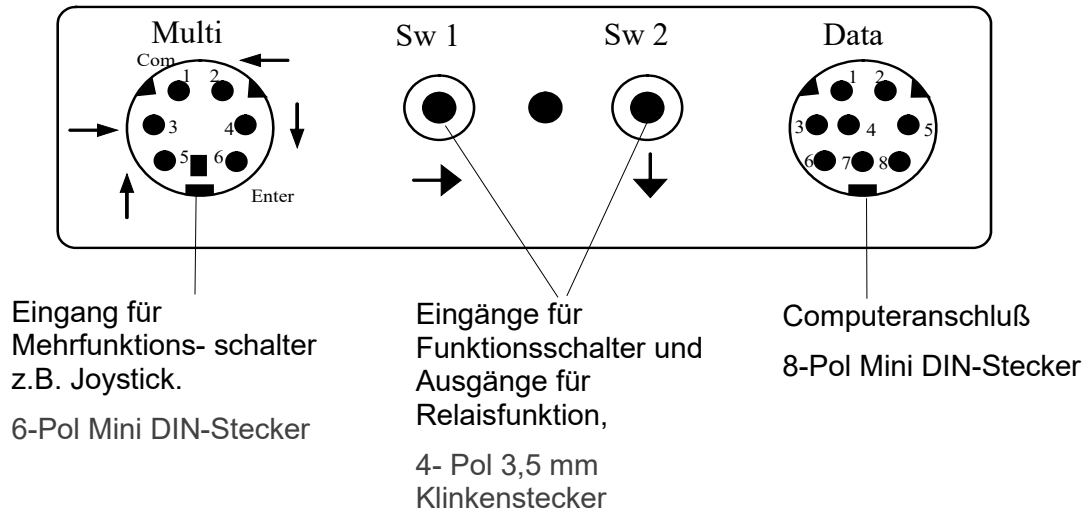 Multi
Sw 1
Sw 2
Data
Com
1
2
3
4
5
6
Enter
1
2
3
4
5
6
7
8
Eingang für
Mehrfunktions- schalter
z.B. Joystick.
6-Pol Mini DIN-Stecker
Eingänge für
Funktionsschalter und
Ausgänge für
Relaisfunktion,
4- Pol 3,5 mm
Klinkenstecker
Computeranschluß
8-Pol Mini DIN-Stecker